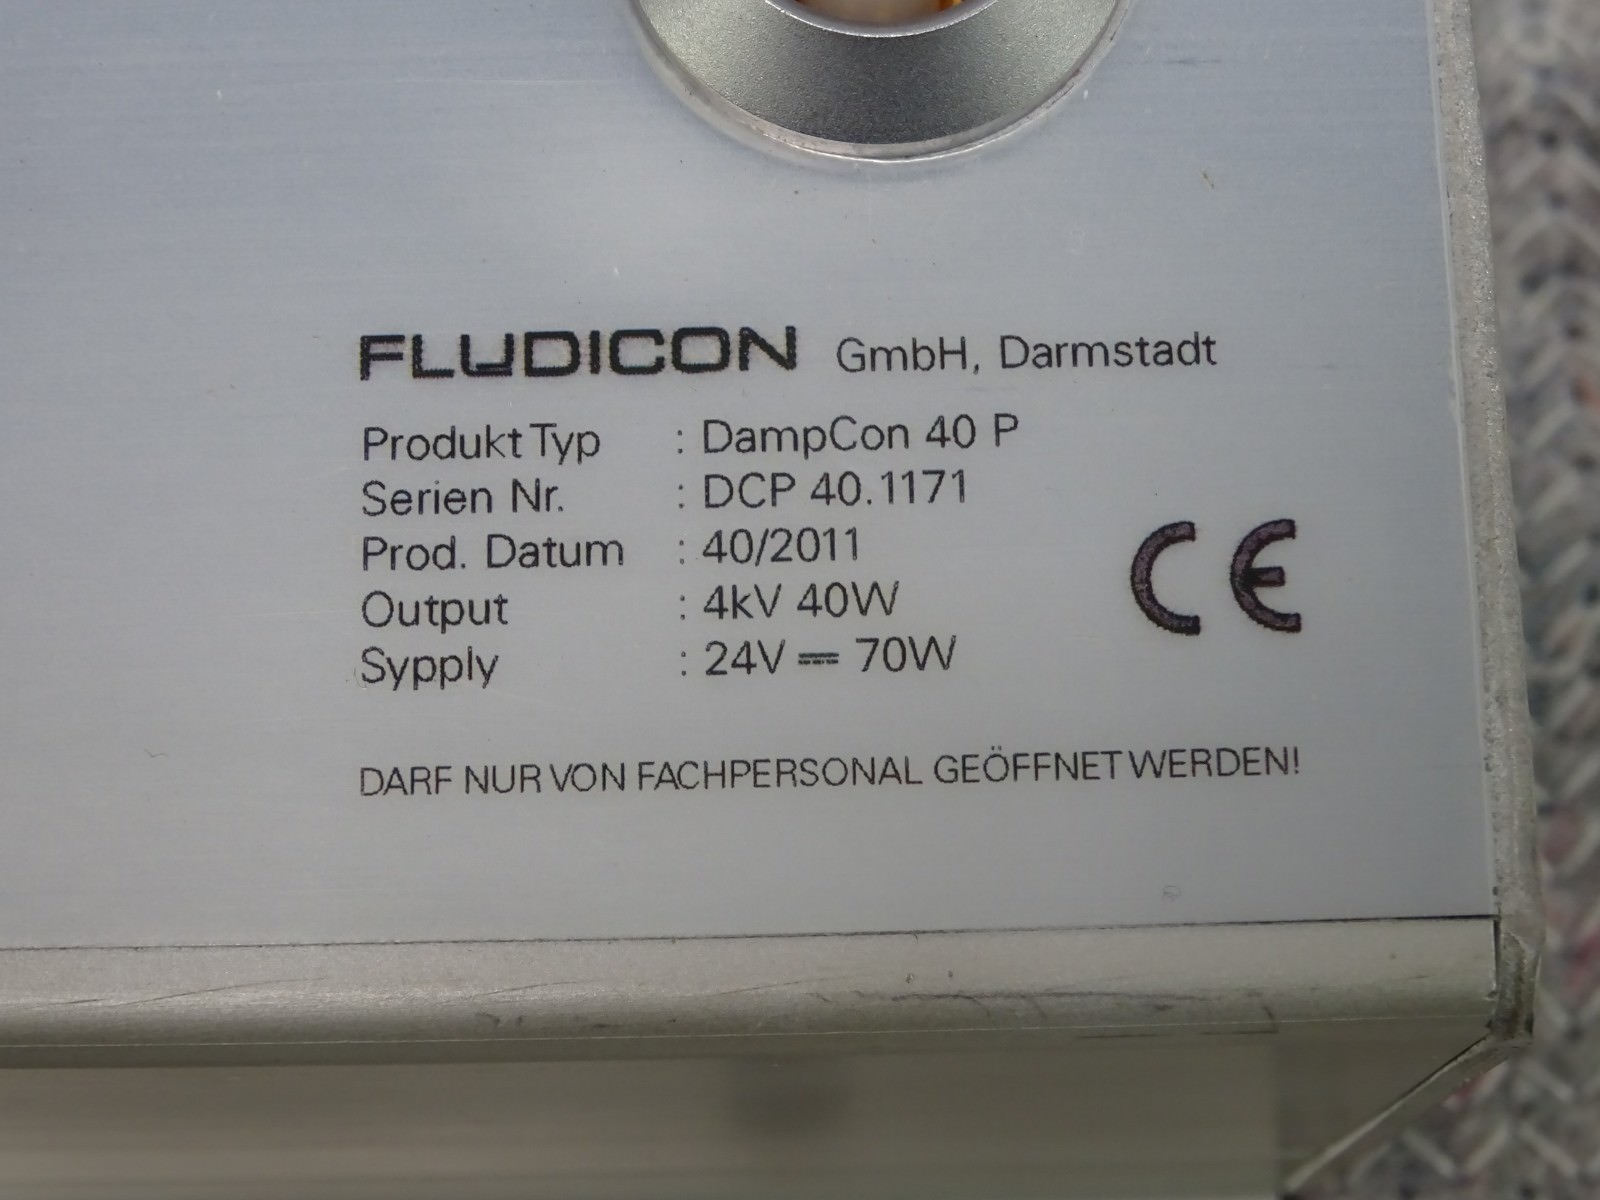 FLUDICON GmbH, Darmstadt
Produkt Typ : DampCon 40 P
Serien Nr. : DCP 40.1171
Prod. Datum : 40/2011
Output : 4kV 40W
Sypply : 24V ⎓ 70W
CE
DARF NUR VON FACHPERSONAL GEÖFFNET WERDEN!